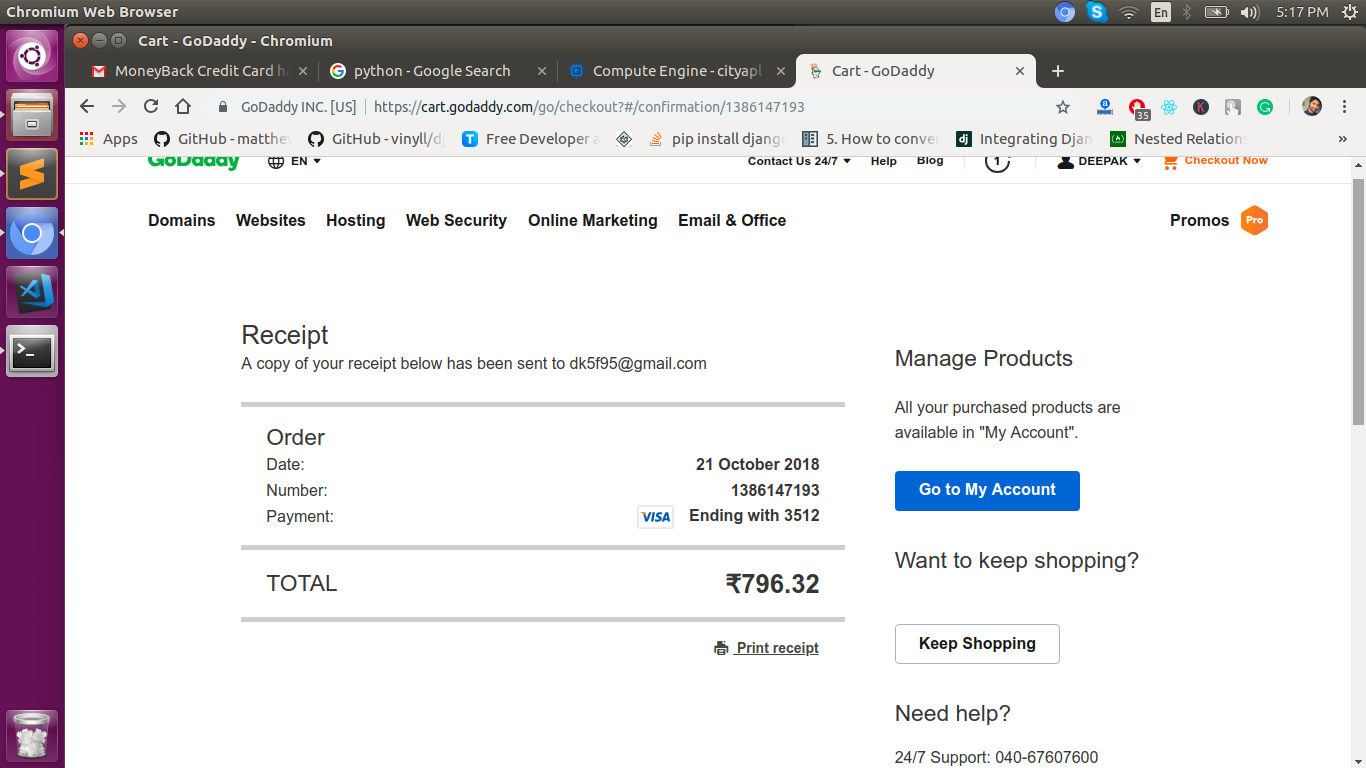 Chromium Web Browser
En
5:17 PM
Cart - GoDaddy - Chromium
MoneyBack Credit Card ha
python - Google Search
Compute Engine - cityapl
Cart - GoDaddy
GoDaddy INC. [US]
https://cart.godaddy.com/go/checkout?#/confirmation/1386147193
35
K
Apps
GitHub - matthew
GitHub - vinyll/dj
Free Developer a
pip install django
5. How to conver
dj Integrating Djan
Nested Relations
»
GoDaddy
EN
Contact Us 24/7
Help
Blog
1
DEEPAK
Checkout Now
Domains
Websites
Hosting
Web Security
Online Marketing
Email & Office
Promos
Pro
Receipt
A copy of your receipt below has been sent to dk5f95@gmail.com
Order
Date: 21 October 2018
Number: 1386147193
Payment: VISA Ending with 3512
TOTAL ₹796.32
Print receipt
Manage Products
All your purchased products are
available in "My Account".
Go to My Account
Want to keep shopping?
Keep Shopping
Need help?
24/7 Support: 040-67607600